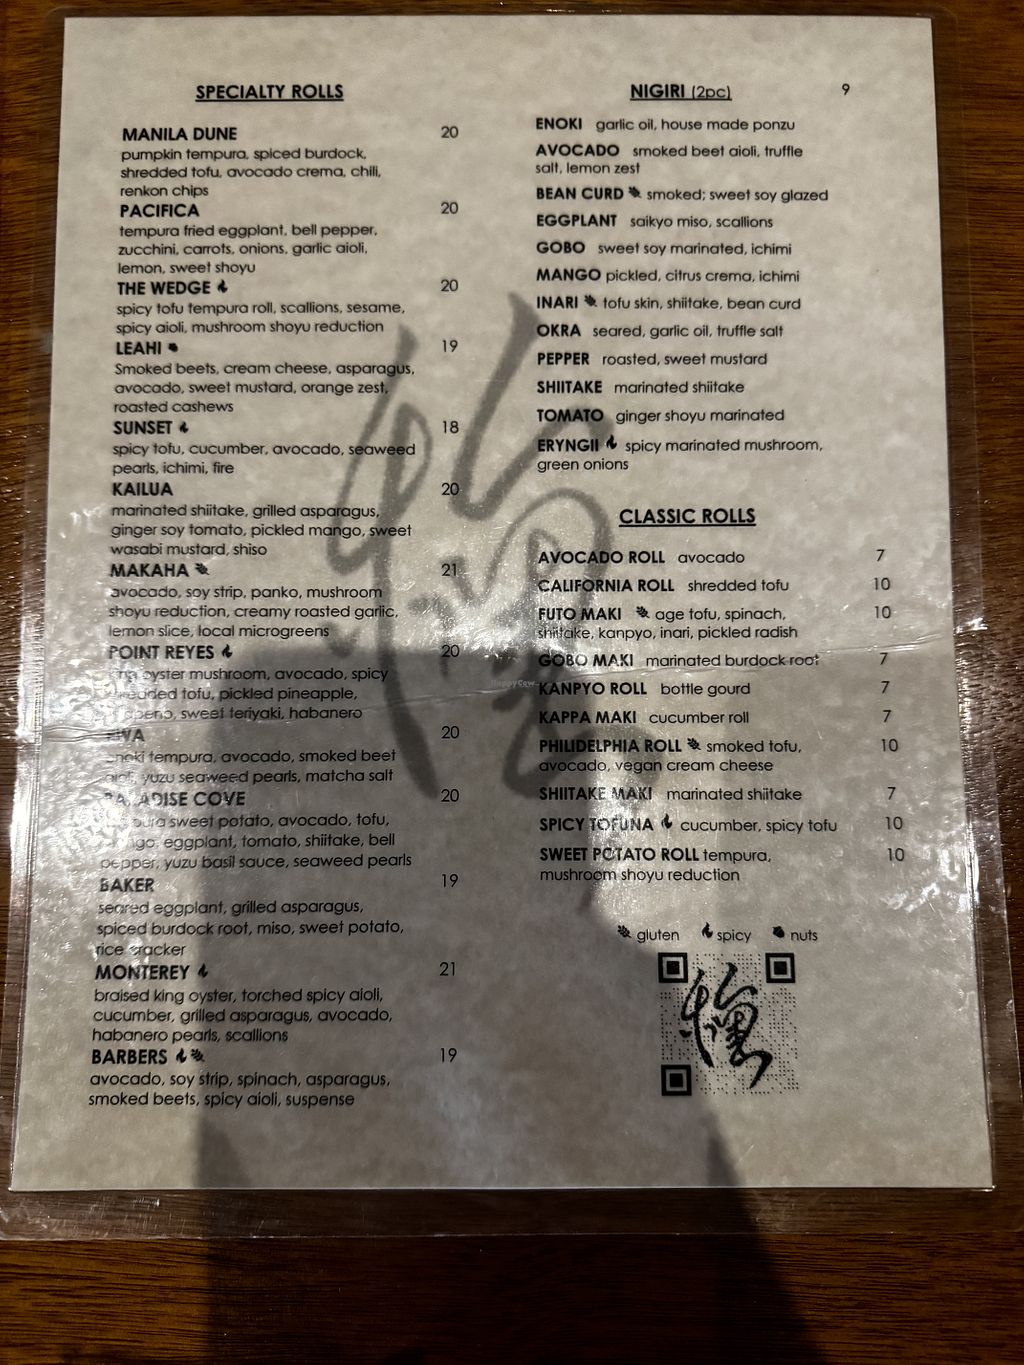 SPECIALTY ROLLS
MANILA DUNE 20
pumpkin tempura, spiced burdock,
shredded tofu, avocado crema, chili,
renkon chips
PACIFICA 20
tempura fried eggplant, bell pepper,
zucchini, carrots, onions, garlic aioli,
lemon, sweet shoyu
THE WEDGE 20
spicy tofu tempura roll, scallions, sesame,
spicy aioli, mushroom shoyu reduction
LEAHI 19
Smoked beets, cream cheese, asparagus,
avocado, sweet mustard, orange zest,
roasted cashews
SUNSET 18
spicy tofu, cucumber, avocado, seaweed
pearls, ichimi, fire
KAILUA 20
marinated shiitake, grilled asparagus,
ginger soy tomato, pickled mango, sweet
wasabi mustard, shiso
MAKAHA 21
avocado, soy strip, panko, mushroom
shoyu reduction, creamy roasted garlic,
lemon slice, local microgreens
POINT REYES 20
king oyster mushroom, avocado, spicy
shredded tofu, pickled pineapple,
sweet teriyaki, habanero
20
enoki tempura, avocado, smoked beet
aioli, yuzu seaweed pearls, matcha salt
PARADISE COVE 20
sweet potato, avocado, tofu,
eggplant, tomato, shiitake, bell
pepper, yuzu basil sauce, seaweed pearls
BAKER 19
seared eggplant, grilled asparagus,
spiced burdock root, miso, sweet potato,
rice cracker
MONTEREY 21
braised king oyster, torched spicy aioli,
cucumber, grilled asparagus, avocado,
habanero pearls, scallions
BARBERS 19
avocado, soy strip, spinach, asparagus,
smoked beets, spicy aioli, suspense
NIGIRI (2pc) 9
ENOKI garlic oil, house made ponzu
AVOCADO smoked beet aioli, truffle
salt, lemon zest
BEAN CURD smoked; sweet soy glazed
EGGPLANT saikyo miso, scallions
GOBO sweet soy marinated, ichimi
MANGO pickled, citrus crema, ichimi
INARI tofu skin, shiitake, bean curd
OKRA seared, garlic oil, truffle salt
PEPPER roasted, sweet mustard
SHIITAKE marinated shiitake
TOMATO ginger shoyu marinated
ERYNGII spicy marinated mushroom,
green onions
CLASSIC ROLLS
AVOCADO ROLL avocado 7
CALIFORNIA ROLL shredded tofu 10
FUTO MAKI age tofu, spinach, 10
shiitake, kanpyo, inari, pickled radish
GOBO MAKI marinated burdock root 7
KANPYO ROLL bottle gourd 7
KAPPA MAKI cucumber roll 7
PHILIDELPHIA ROLL smoked tofu, 10
avocado, vegan cream cheese
SHIITAKE MAKI marinated shiitake 7
SPICY TOFUNA cucumber, spicy tofu 10
SWEET POTATO ROLL tempura, 10
mushroom shoyu reduction
gluten spicy nuts
HappyCow